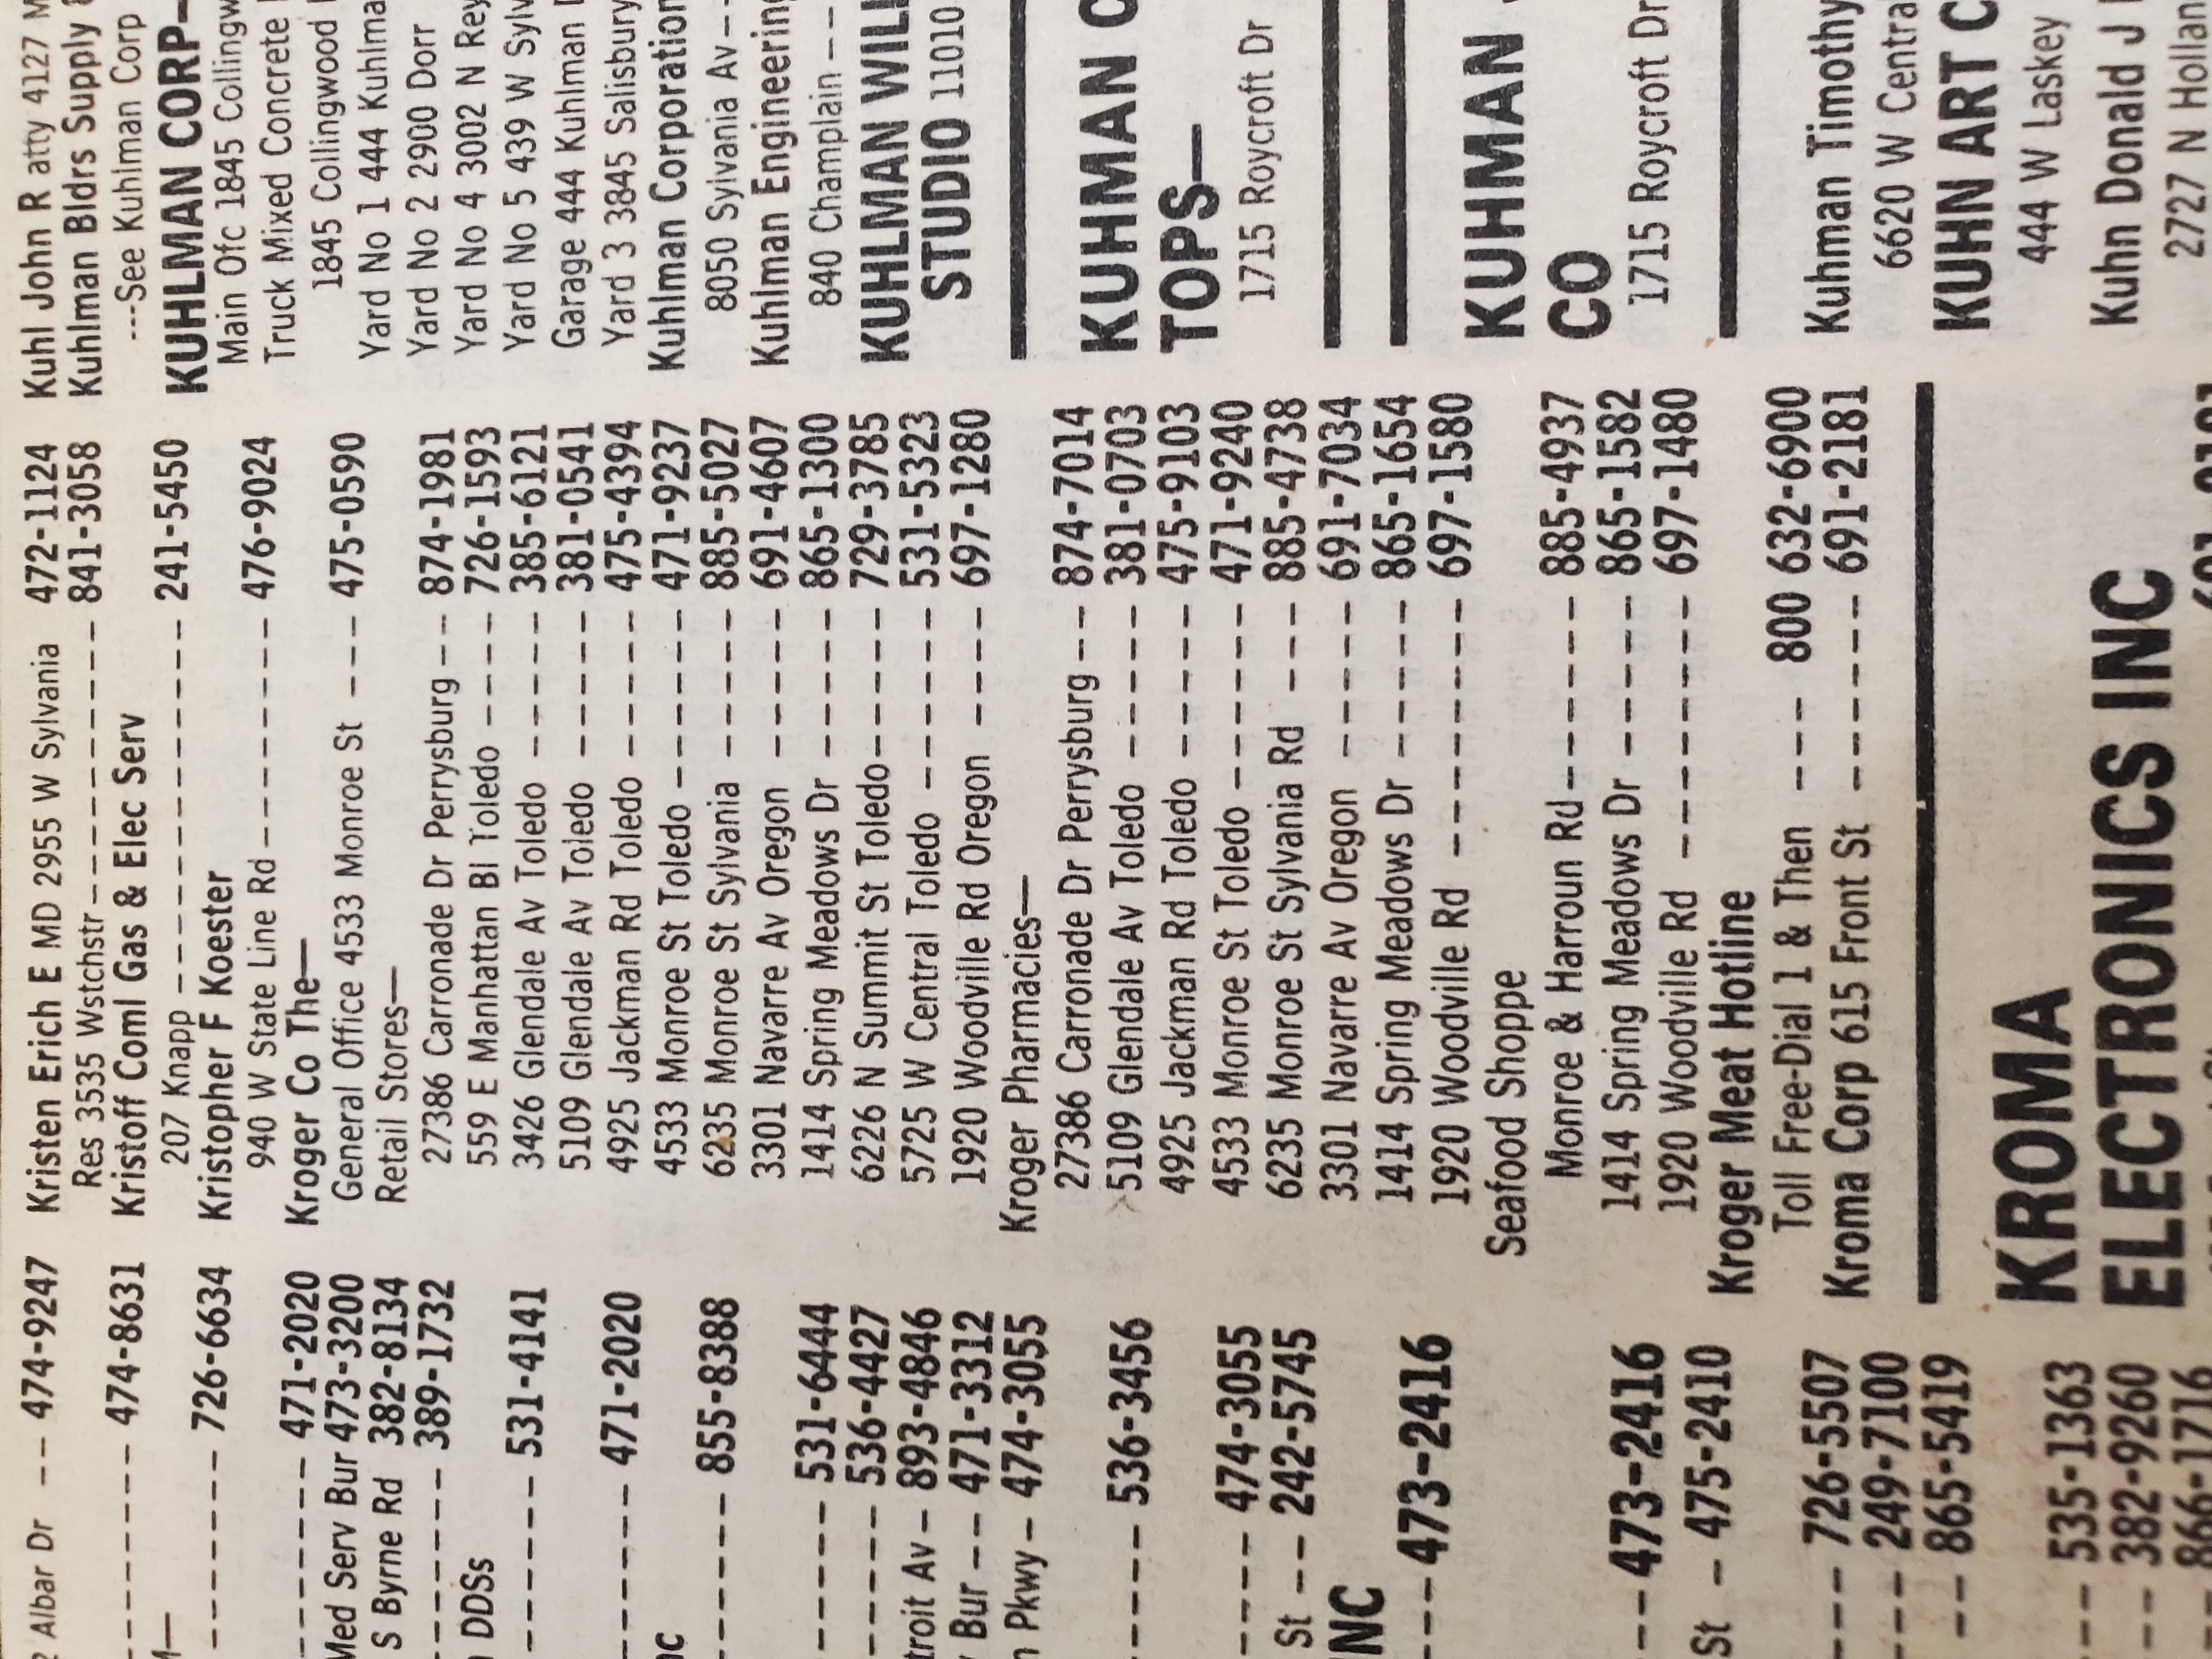 2 Albar Dr -- 474-9247
------- 474-8631
M—
------ 726-6634
------- 471-2020
Med Serv Bur 473-3200
S Byrne Rd 382-8134
------ 389-1732
DDSs
------ 531-4141
------ 471-2020
------- 855-8388
----- 531-6444
----- 536-4427
troit Av - 893-4846
Bur --- 471-3312
n Pkwy - 474-3055
---- 536-3456
---- 474-3055
St --- 242-5745
INC
---- 473-2416
-- 473-2416
St - 475-2410
---- 726-5507
--- 249-7100
-- 865-5419
--- 535-1363
-- 382-9260
-- 866-1716
Kristen Erich E MD 2955 W Sylvania 472-1124
Res 3535 Wstchstr --------- 841-3058
Kristoff Coml Gas & Elec Serv
207 Knapp ------------ 241-5450
Kristopher F Koester
940 W State Line Rd -------- 476-9024
Kroger Co The—
General Office 4533 Monroe St --- 475-0590
Retail Stores—
27386 Carronade Dr Perrysburg -- 874-1981
559 E Manhattan Bl Toledo ---- 726-1593
3426 Glendale Av Toledo ----- 385-6121
5109 Glendale Av Toledo ----- 381-0541
4925 Jackman Rd Toledo ----- 475-4394
4533 Monroe St Toledo ------ 471-9237
6235 Monroe St Sylvania ----- 885-5027
3301 Navarre Av Oregon ----- 691-4607
1414 Spring Meadows Dr ----- 865-1300
6226 N Summit St Toledo----- 729-3785
5725 W Central Toledo ------ 531-5323
1920 Woodville Rd Oregon ---- 697-1280
Kroger Pharmacies—
27386 Carronade Dr Perrysburg -- 874-7014
5109 Glendale Av Toledo ----- 381-0703
4925 Jackman Rd Toledo ----- 475-9103
4533 Monroe St Toledo ------ 471-9240
6235 Monroe St Sylvania Rd --- 885-4738
3301 Navarre Av Oregon ----- 691-7034
1414 Spring Meadows Dr ----- 865-1654
1920 Woodville Rd -------- 697-1580
Seafood Shoppe
Monroe & Harroun Rd------ 885-4937
1414 Spring Meadows Dr ---- 865-1582
1920 Woodville Rd -------- 697-1480
Kroger Meat Hotline
Toll Free-Dial 1 & Then ---- 800 632-6900
Kroma Corp 615 Front St ------ 691-2181
KROMA
ELECTRONICS INC
Kuhl John R atty 4127 M
Kuhlman Bldrs Supply &
---See Kuhlman Corp
KUHLMAN CORP—
Main Ofc 1845 Collingw
Truck Mixed Concrete
1845 Collingwood
Yard No 1 444 Kuhlma
Yard No 2 2900 Dorr
Yard No 4 3002 N Rey
Yard No 5 439 W Sylv
Garage 444 Kuhlman
Yard 3 3845 Salisbury
Kuhlman Corporation
8050 Sylvania Av--
Kuhlman Engineering
840 Champlain --
KUHLMAN WILL
STUDIO 11010
KUHMAN C
TOPS—
1715 Roycroft Dr
KUHMAN
CO
1715 Roycroft Dr
Kuhman Timothy
6620 W Central
KUHN ART C
444 W Laskey
Kuhn Donald J
2727 N Hollan